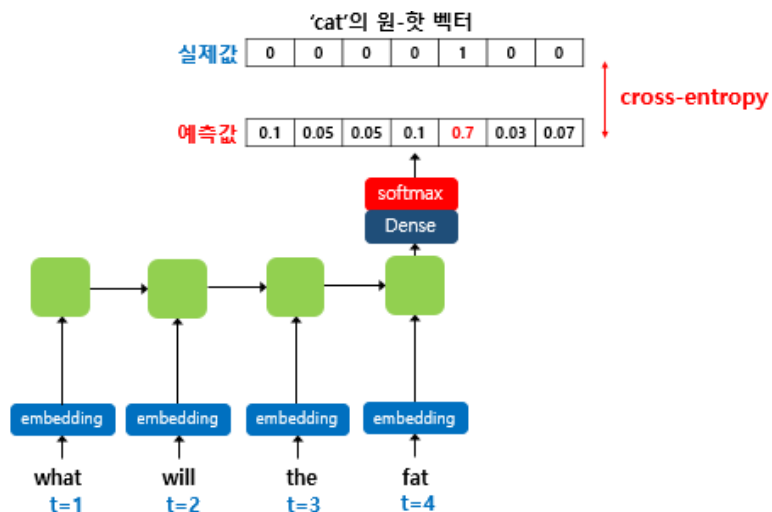 ‘cat’의 원-핫 벡터
실제값 0 0 0 0 1 0 0
cross-entropy
예측값 0.1 0.05 0.05 0.1 0.7 0.03 0.07
softmax
Dense
embedding embedding embedding embedding
what will the fat
t=1 t=2 t=3 t=4